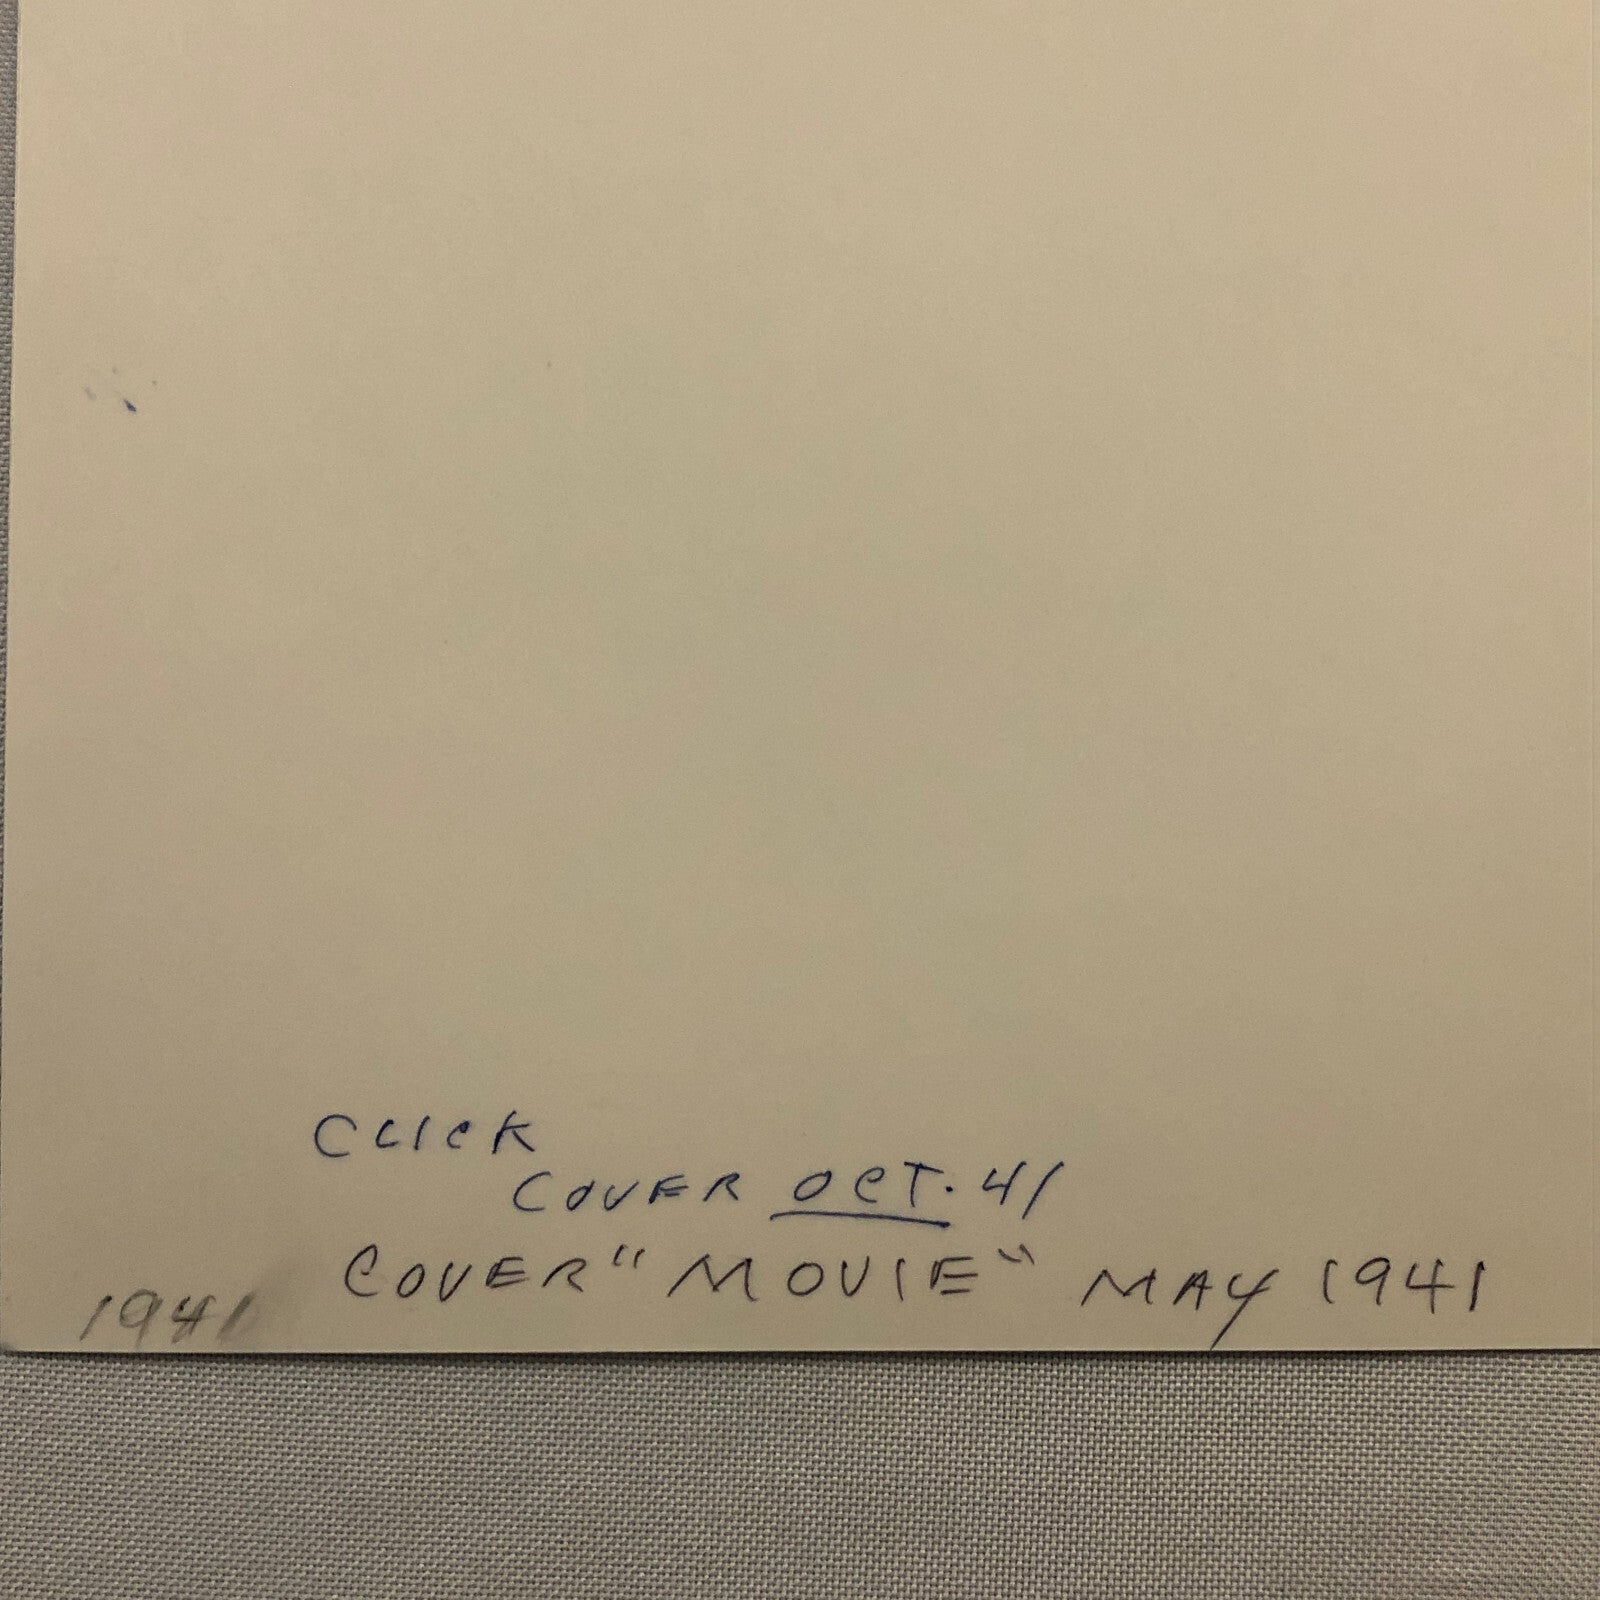 CLICK
COVER OCT. 41
COVER "MOVIE" MAY 1941
1941